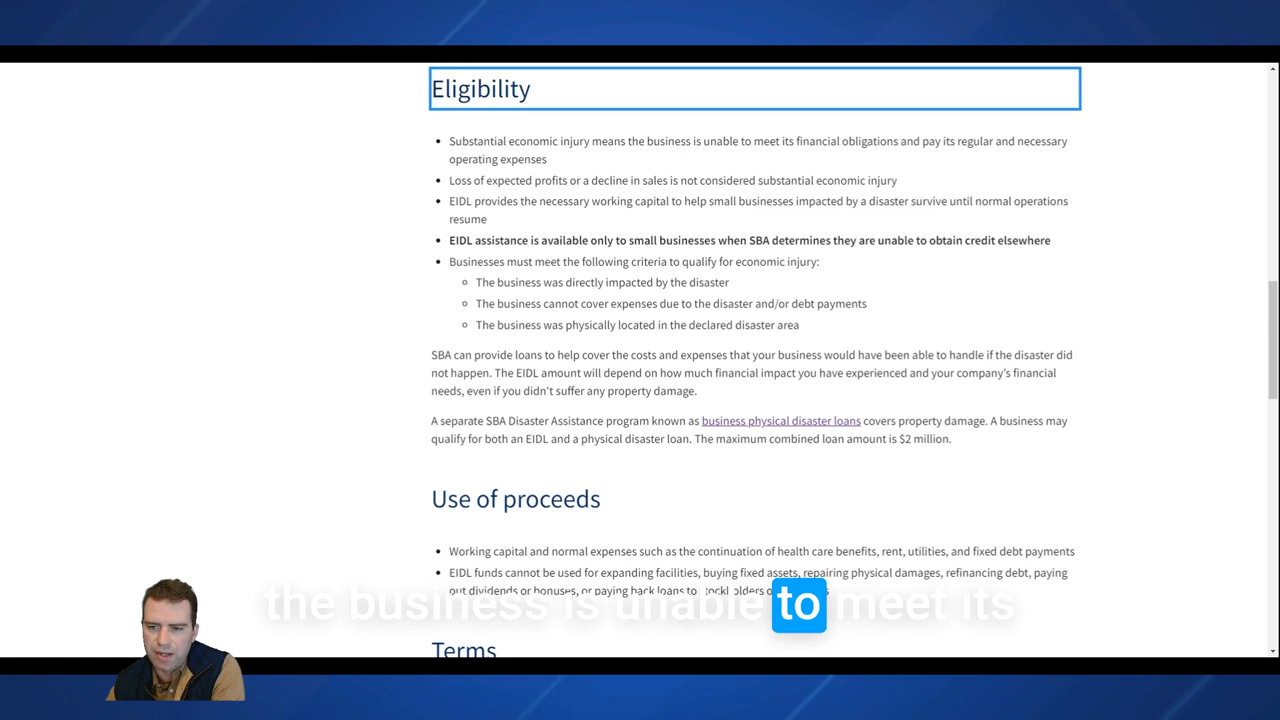 Eligibility
• Substantial economic injury means the business is unable to meet its financial obligations and pay its regular and necessary
operating expenses
• Loss of expected profits or a decline in sales is not considered substantial economic injury
• EIDL provides the necessary working capital to help small businesses impacted by a disaster survive until normal operations
resume
• EIDL assistance is available only to small businesses when SBA determines they are unable to obtain credit elsewhere
• Businesses must meet the following criteria to qualify for economic injury:
○ The business was directly impacted by the disaster
○ The business cannot cover expenses due to the disaster and/or debt payments
○ The business was physically located in the declared disaster area
SBA can provide loans to help cover the costs and expenses that your business would have been able to handle if the disaster did
not happen. The EIDL amount will depend on how much financial impact you have experienced and your company's financial
needs, even if you didn't suffer any property damage.
A separate SBA Disaster Assistance program known as business physical disaster loans covers property damage. A business may
qualify for both an EIDL and a physical disaster loan. The maximum combined loan amount is $2 million.
Use of proceeds
• Working capital and normal expenses such as the continuation of health care benefits, rent, utilities, and fixed debt payments
• EIDL funds cannot be used for expanding facilities, buying fixed assets, repairing physical damages, refinancing debt, paying
out dividends or bonuses, or paying back loans to
the business is unable to meet its
Terms